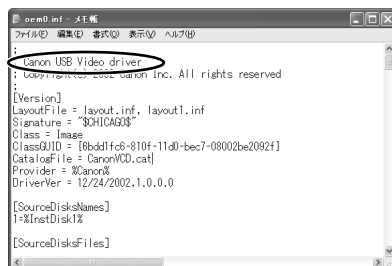 oem0.inf - メモ帳
ファイル(F) 編集(E) 書式(O) 表示(V) ヘルプ(H)
;
; Canon USB Video driver
; Copyright(c) 2002 Canon Inc. All rights reserved
;
[Version]
LayoutFile = layout.inf, layout1.inf
Signature = "$CHICAGO$"
Class = Image
ClassGUID = [6bdd1fc6-810f-11d0-bec7-08002be2092f]
CatalogFile = CanonVCD.cat
Provider = %Canon%
DriverVer = 12/24/2002.1.0.0.0
[SourceDisksNames]
1=%InstDisk1%
[SourceDisksFiles]